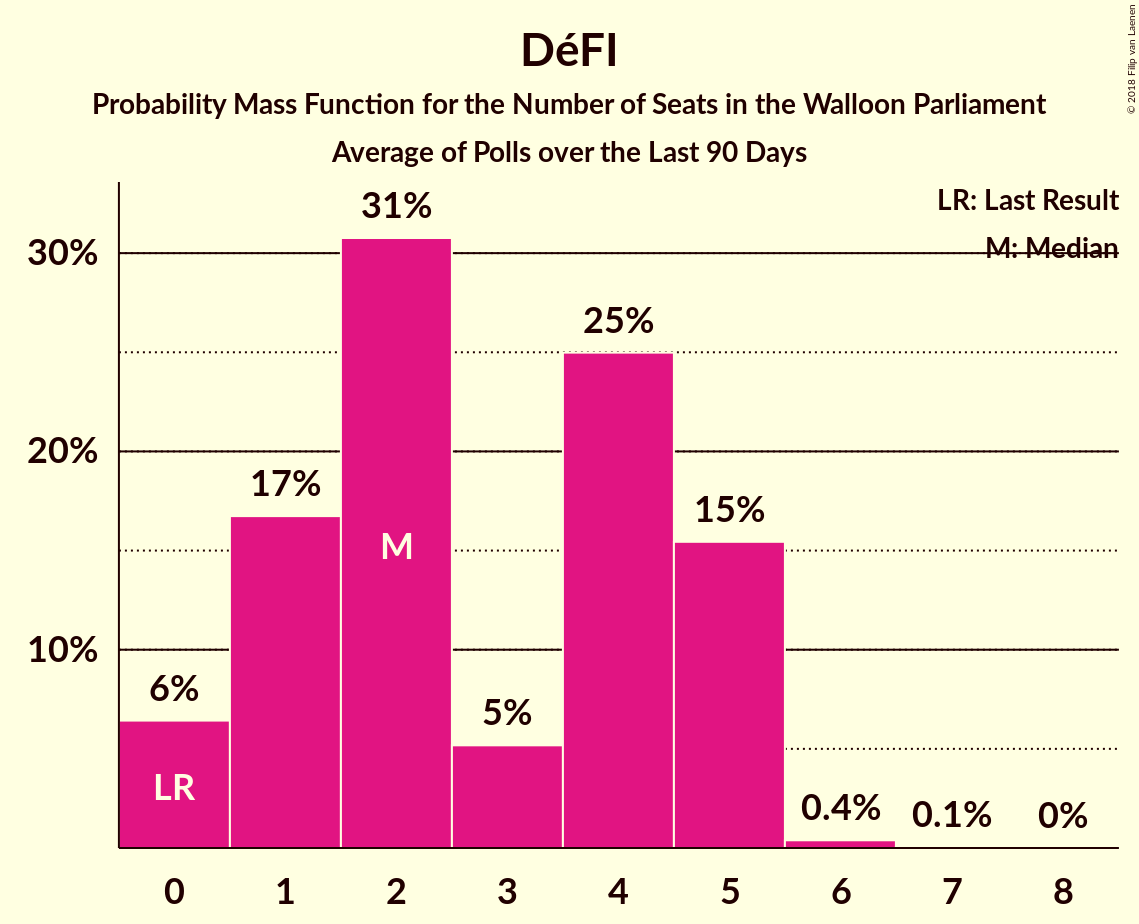 DéFI
Probability Mass Function for the Number of Seats in the Walloon Parliament
Average of Polls over the Last 90 Days
© 2018 Filip van Laenen
LR: Last Result
M: Median
30%
20%
10%
6%
17%
31%
5%
25%
15%
0.4%
0.1%
0%
LR
M
0 1 2 3 4 5 6 7 8